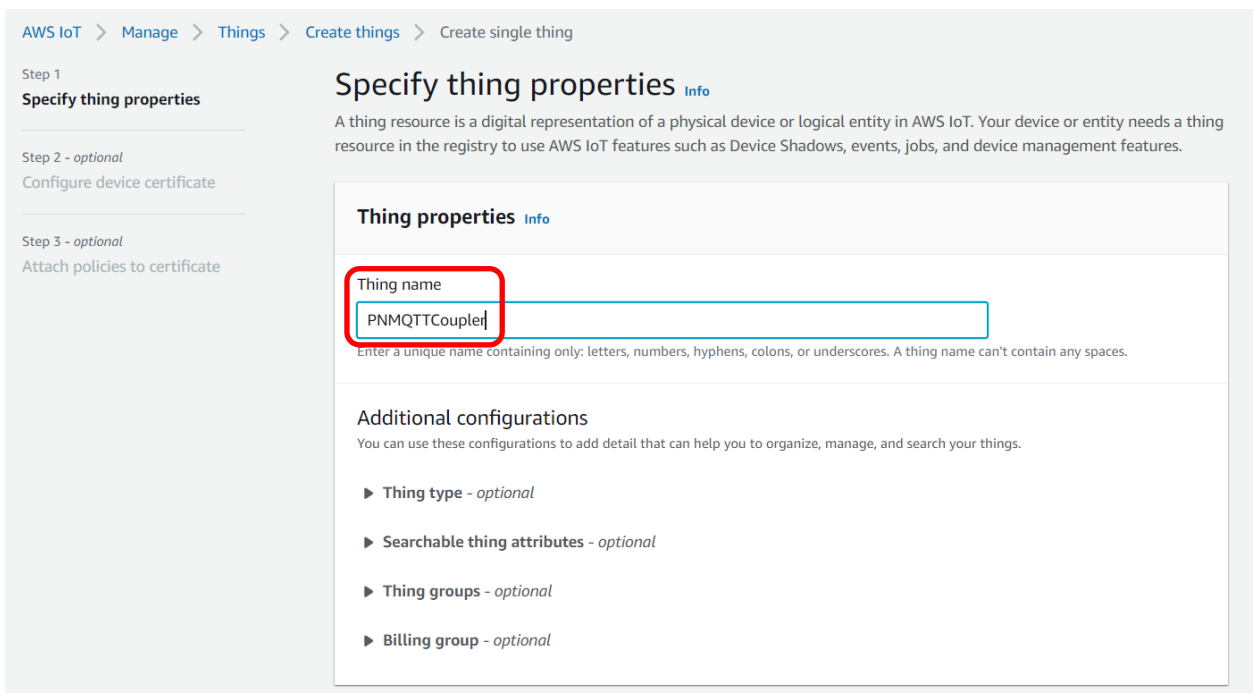 AWS IoT > Manage > Things > Create things > Create single thing
Step 1
Specify thing properties
Step 2 - optional
Configure device certificate
Step 3 - optional
Attach policies to certificate
Specify thing properties Info
A thing resource is a digital representation of a physical device or logical entity in AWS IoT. Your device or entity needs a thing
resource in the registry to use AWS IoT features such as Device Shadows, events, jobs, and device management features.
Thing properties Info
Thing name
PNMQTTCoupler
Enter a unique name containing only: letters, numbers, hyphens, colons, or underscores. A thing name can't contain any spaces.
Additional configurations
You can use these configurations to add detail that can help you to organize, manage, and search your things.
Thing type - optional
Searchable thing attributes - optional
Thing groups - optional
Billing group - optional